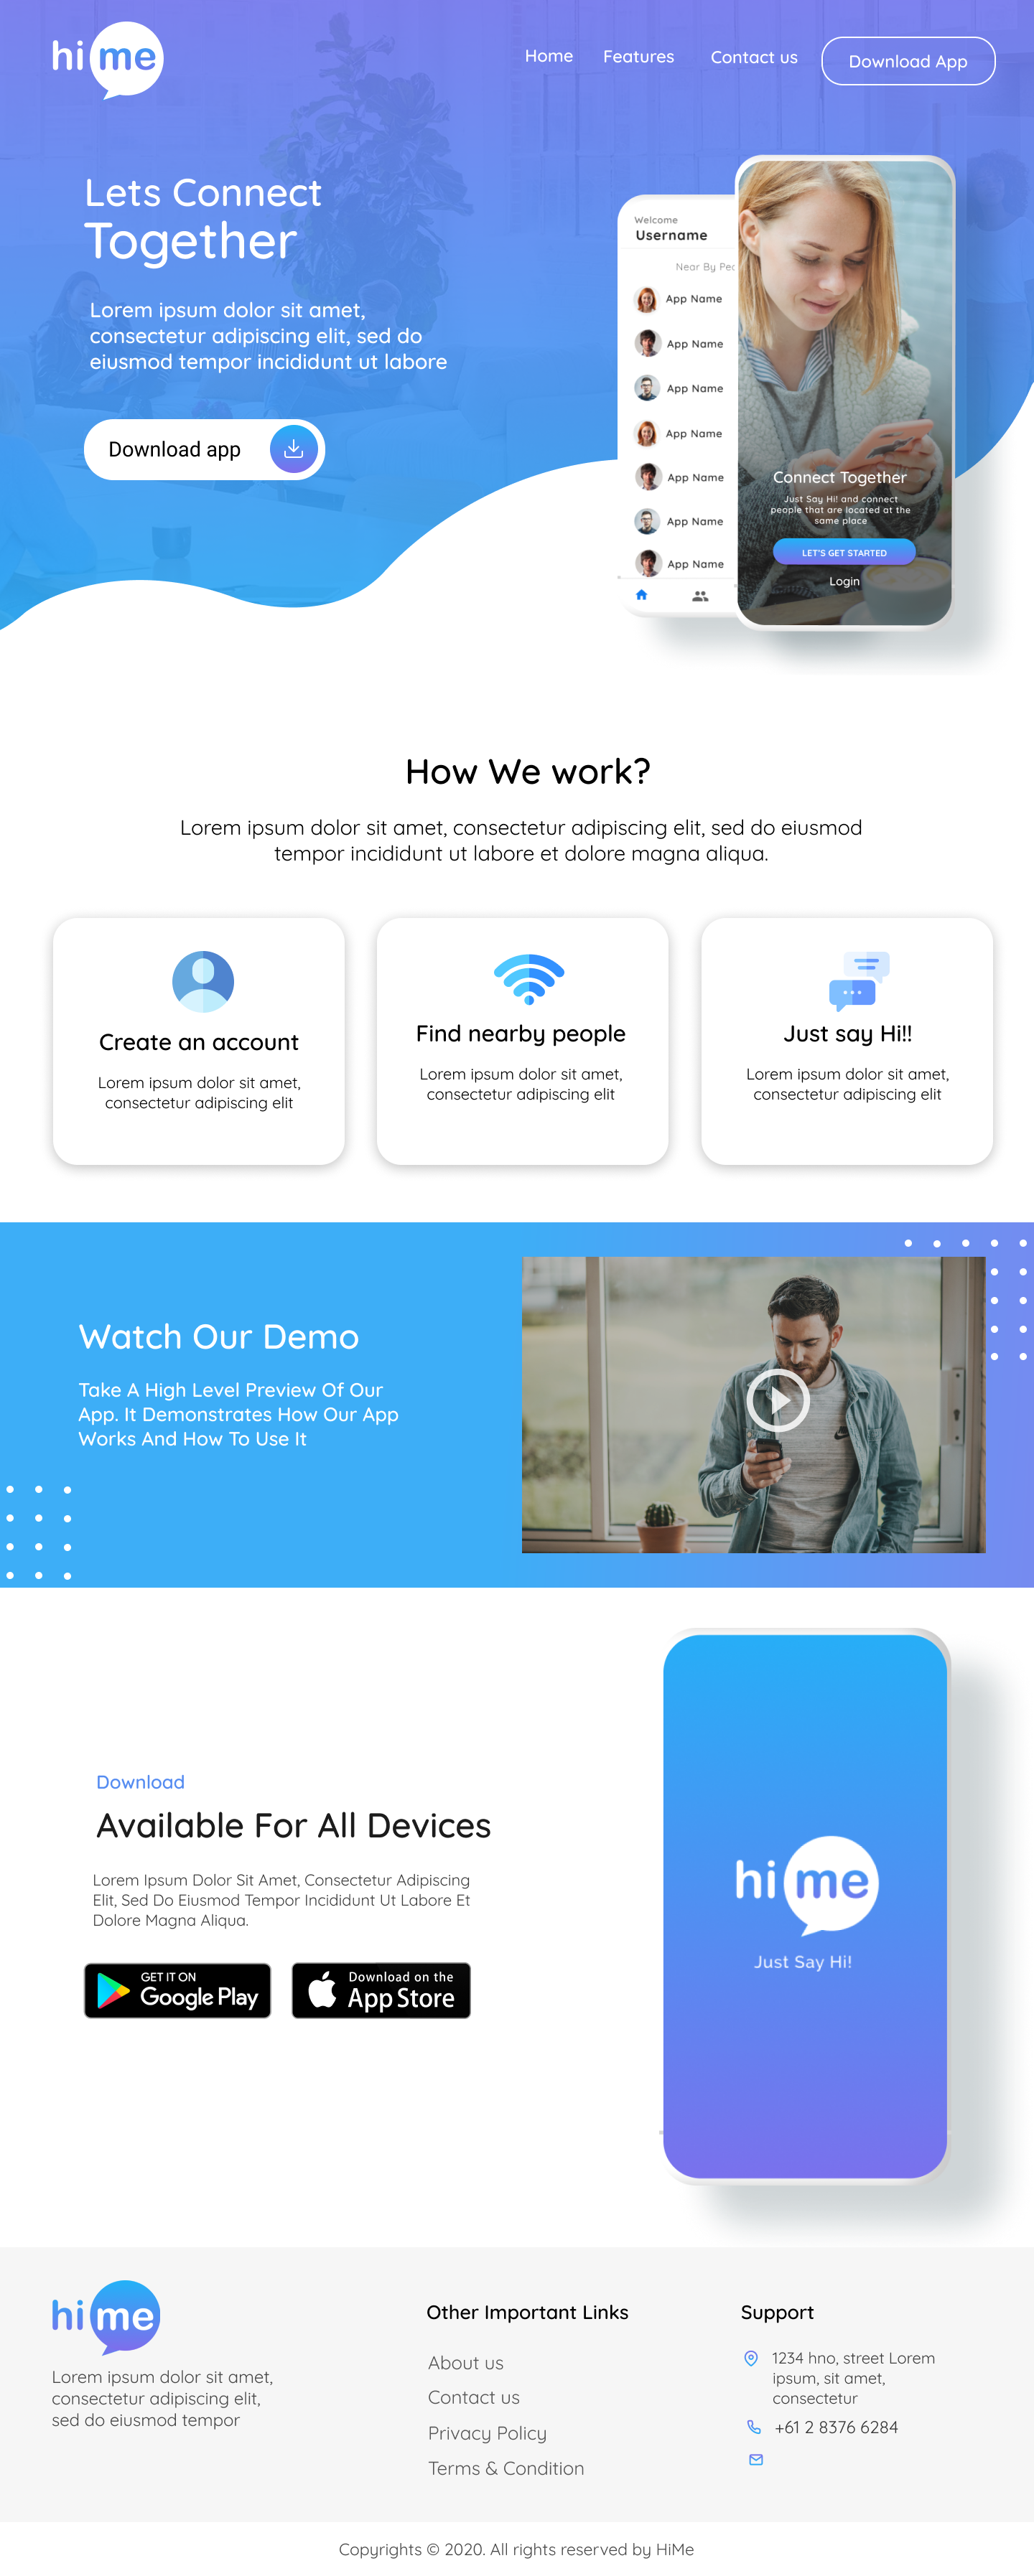 hi me
Home Features Contact us Download App
Lets Connect
Together
Lorem ipsum dolor sit amet,
consectetur adipiscing elit, sed do
eiusmod tempor incididunt ut labore
Download app
Welcome
Username
Near By
App Name
App Name
App Name
App Name
App Name
App Name
App Name
Connect Together
Just Say Hi! and connect
people that are located at the
same place
LET'S GET STARTED
Login
How We work?
Lorem ipsum dolor sit amet, consectetur adipiscing elit, sed do eiusmod
tempor incididunt ut labore et dolore magna aliqua.
Create an account
Lorem ipsum dolor sit amet,
consectetur adipiscing elit
Find nearby people
Lorem ipsum dolor sit amet,
consectetur adipiscing elit
Just say Hi!!
Lorem ipsum dolor sit amet,
consectetur adipiscing elit
Watch Our Demo
Take A High Level Preview Of Our
App. It Demonstrates How Our App
Works And How To Use It
Download
Available For All Devices
Lorem Ipsum Dolor Sit Amet, Consectetur Adipiscing
Elit, Sed Do Eiusmod Tempor Incididunt Ut Labore Et
Dolore Magna Aliqua.
GET IT ON
Google Play
Download on the
App Store
hi me
Just Say Hi!
hi me
Lorem ipsum dolor sit amet,
consectetur adipiscing elit,
sed do eiusmod tempor
Other Important Links
About us
Contact us
Privacy Policy
Terms & Condition
Support
1234 hno, street Lorem
ipsum, sit amet,
consectetur
+61 2 8376 6284
Copyrights © 2020. All rights reserved by HiMe